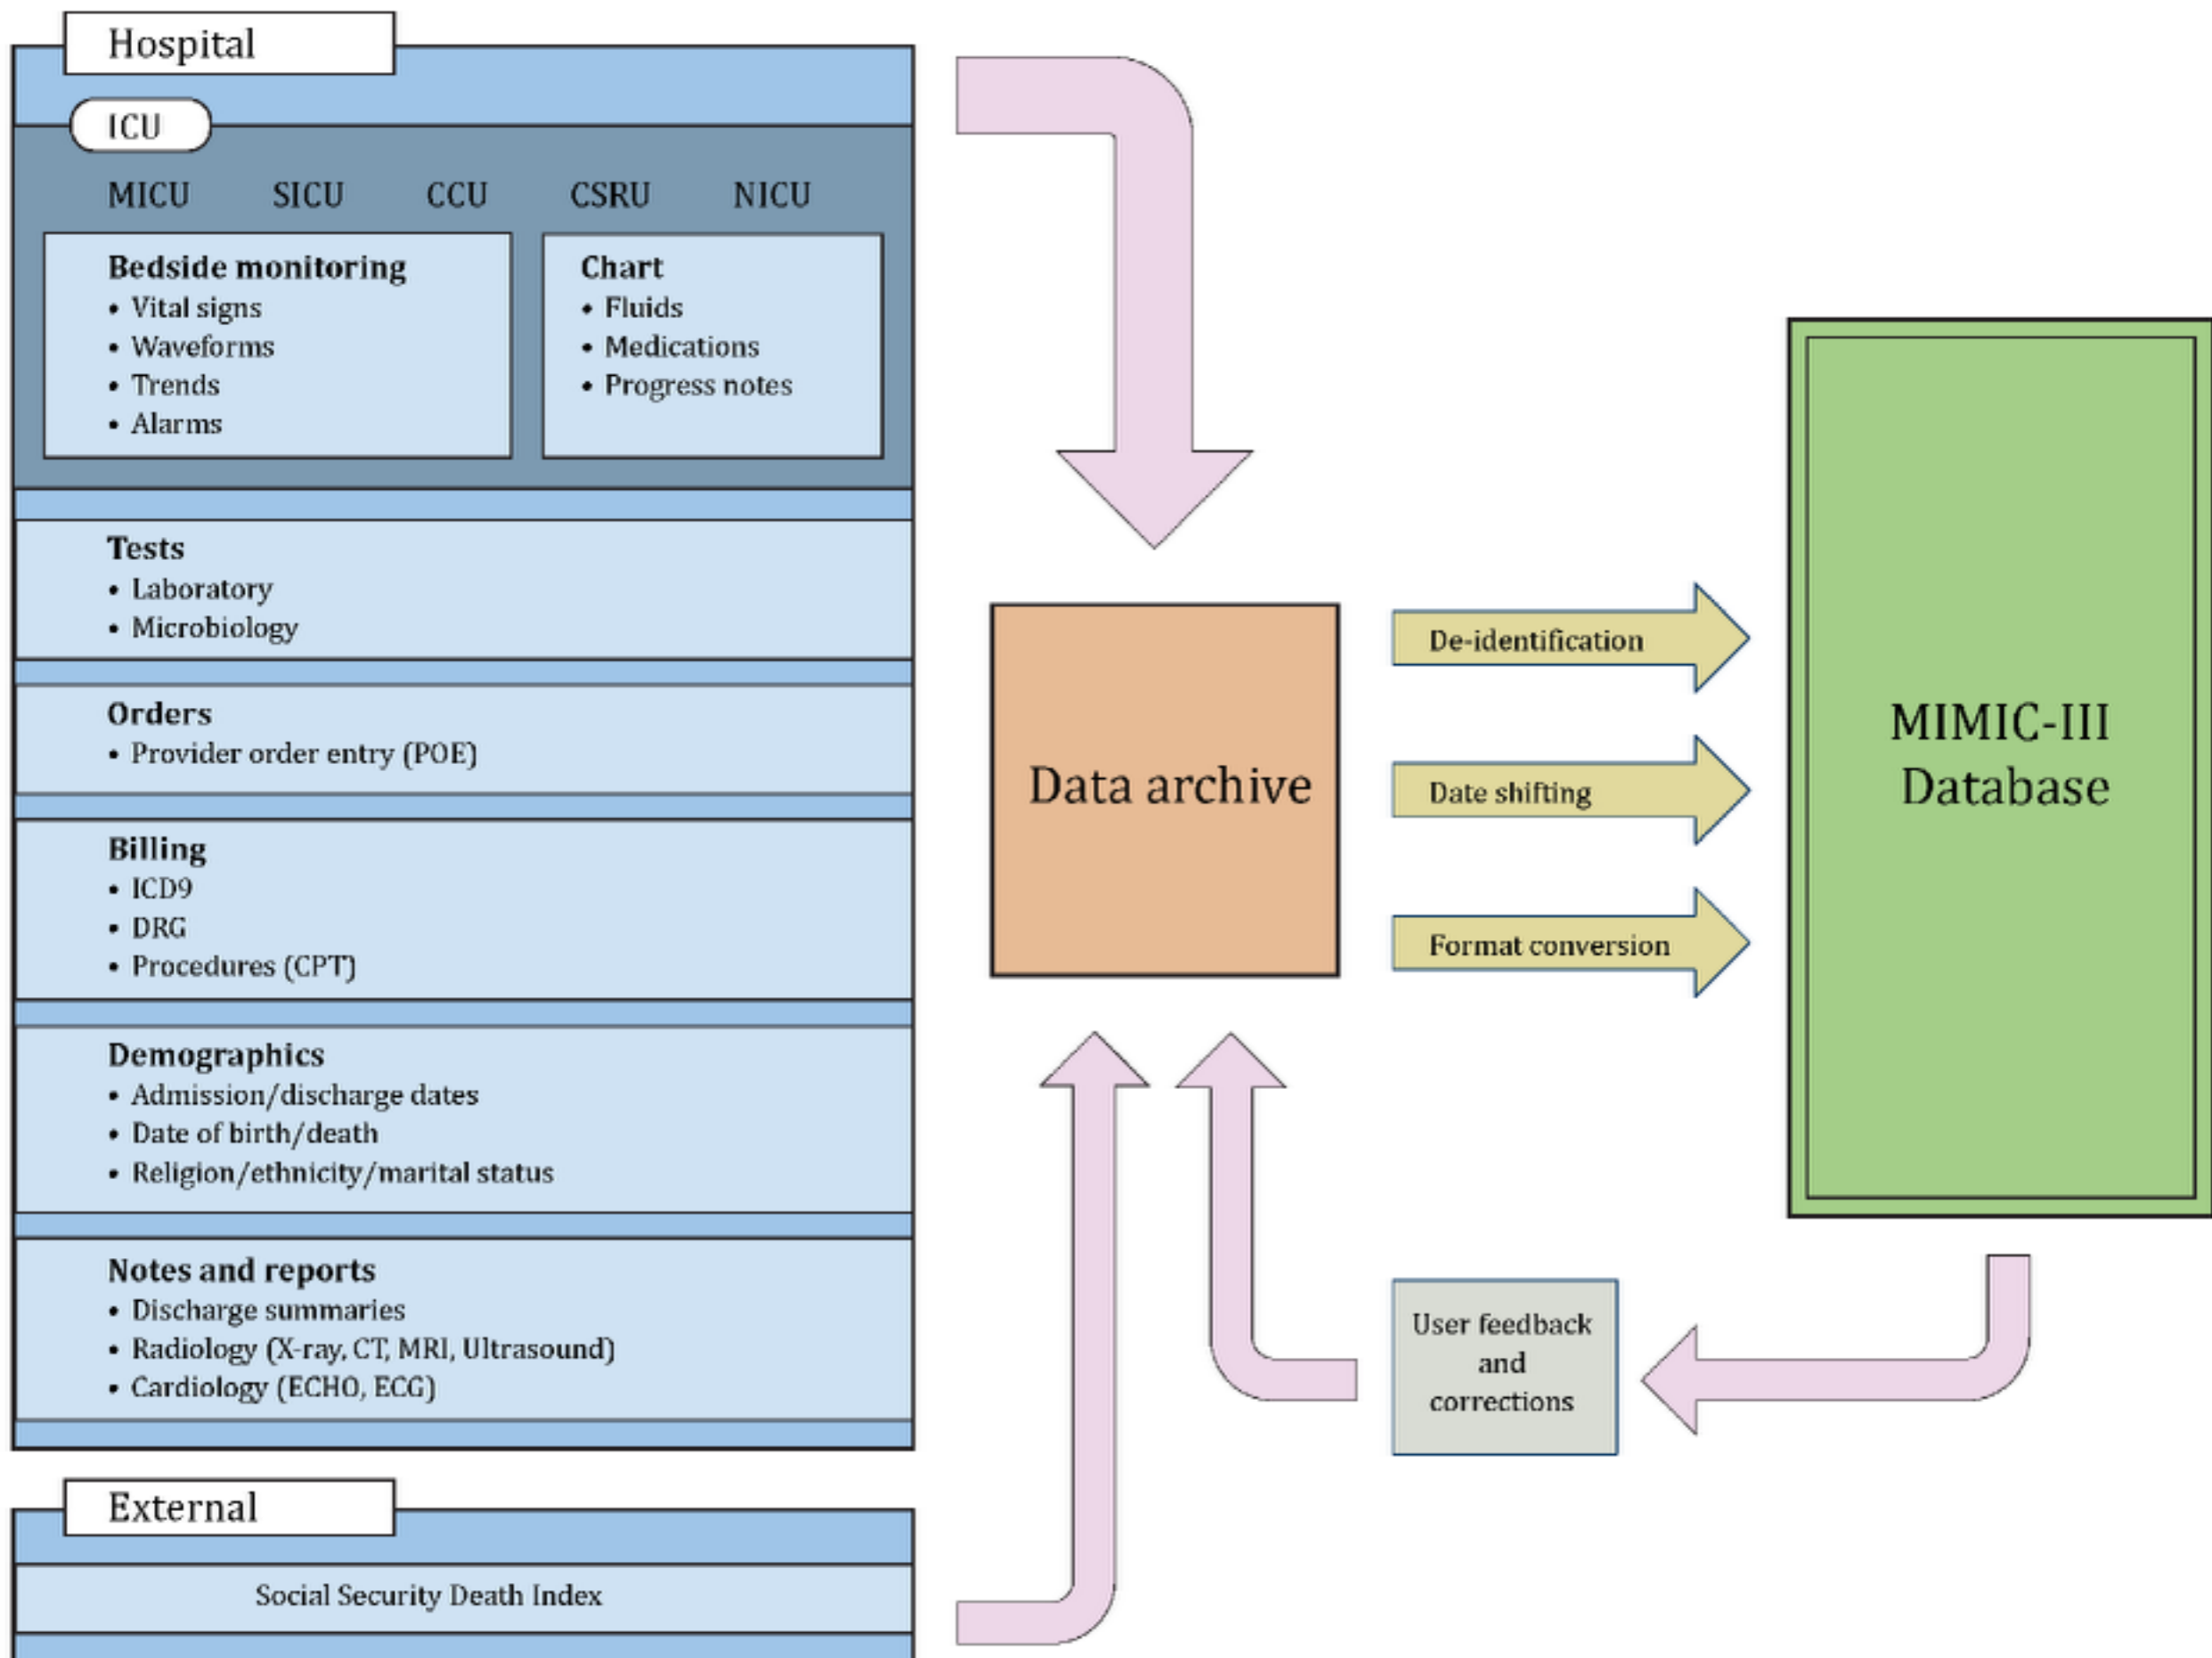 Hospital
ICU
MICU SICU CCU CSRU NICU
Bedside monitoring
• Vital signs
• Waveforms
• Trends
• Alarms
Chart
• Fluids
• Medications
• Progress notes
Tests
• Laboratory
• Microbiology
Orders
• Provider order entry (POE)
Billing
• ICD9
• DRG
• Procedures (CPT)
Demographics
• Admission/discharge dates
• Date of birth/death
• Religion/ethnicity/marital status
Notes and reports
• Discharge summaries
• Radiology (X-ray, CT, MRI, Ultrasound)
• Cardiology (ECHO, ECG)
External
Social Security Death Index
Data archive
De-identification
Date shifting
Format conversion
MIMIC-III
Database
User feedback
and
corrections